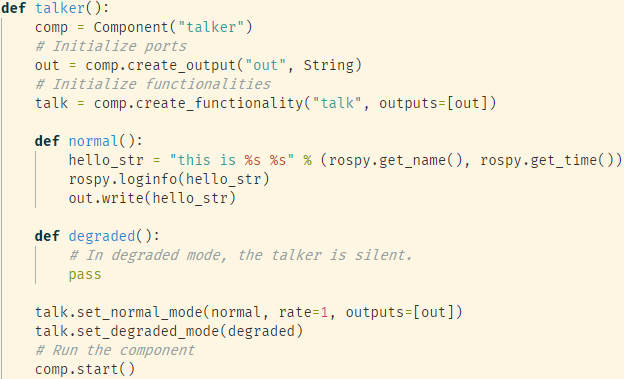 def talker():
    comp = Component("talker")
    # Initialize ports
    out = comp.create_output("out", String)
    # Initialize functionalities
    talk = comp.create_functionality("talk", outputs=[out])

    def normal():
        hello_str = "this is %s %s" % (rospy.get_name(), rospy.get_time())
        rospy.loginfo(hello_str)
        out.write(hello_str)

    def degraded():
        # In degraded mode, the talker is silent.
        pass

    talk.set_normal_mode(normal, rate=1, outputs=[out])
    talk.set_degraded_mode(degraded)
    # Run the component
    comp.start()